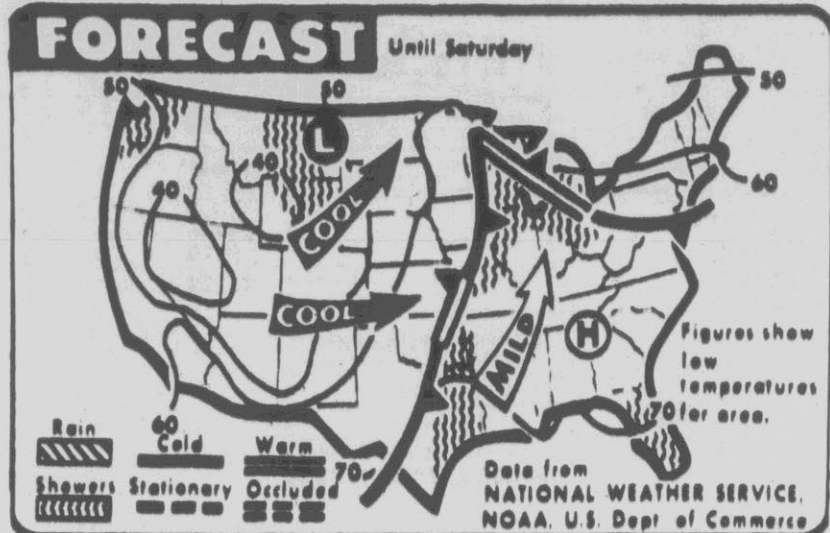 FORECAST
Until Saturday
50
50
50
L
40
40
60
COOL
COOL
MILD
H
Figures show
low
temperatures
for area.
70
60
70
Rain
Cold
Warm
Showers
Stationary
Occluded
Data from
NATIONAL WEATHER SERVICE,
NOAA, U.S. Dept of Commerce